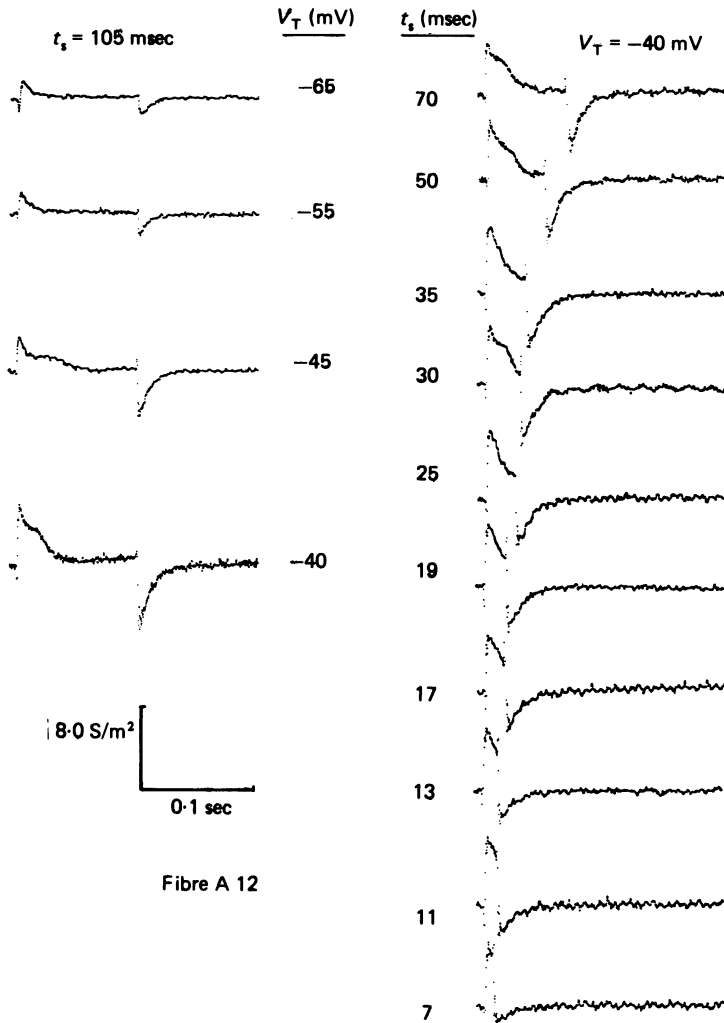 t_s = 105 msec
V_T (mV)
−65
−55
−45
−40
8·0 S/m²
0·1 sec
Fibre A 12
t_s (msec)
V_T = −40 mV
70
50
35
30
25
19
17
13
11
7